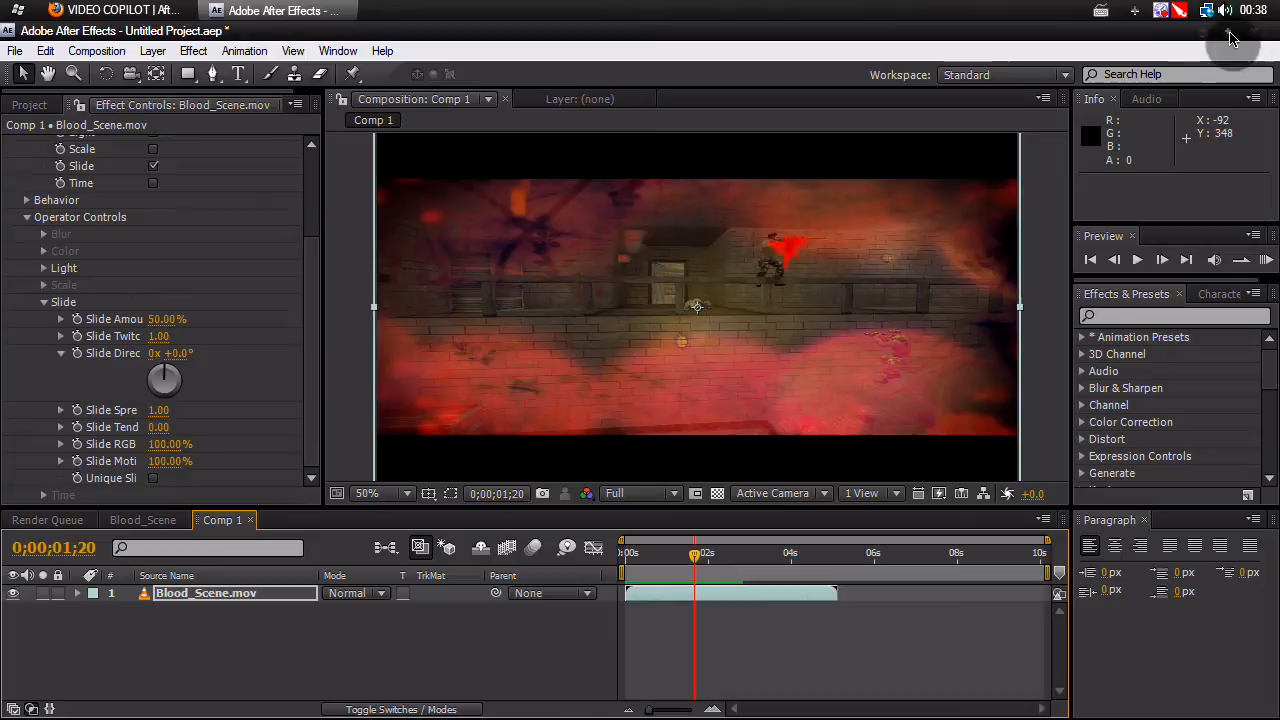 VIDEO COPILOT | Aft...
Adobe After Effects - ...
00:38
Adobe After Effects - Untitled Project.aep *
File Edit Composition Layer Effect Animation View Window Help
Workspace: Standard
Search Help
Project
Effect Controls: Blood_Scene.mov
Composition: Comp 1
Layer: (none)
Info
Audio
Comp 1 • Blood_Scene.mov
Comp 1
R :
G :
B :
A : 0
X : -92
Y : 348
Scale
Slide
Time
Behavior
Operator Controls
Blur
Color
Light
Scale
Slide
Slide Amou 50.00%
Slide Twitc 1.00
Slide Direc 0x +0.0°
Slide Spre 1.00
Slide Tend 0.00
Slide RGB 100.00%
Slide Moti 100.00%
Unique Sli
Time
Preview
Effects & Presets
Characte
* Animation Presets
3D Channel
Audio
Blur & Sharpen
Channel
Color Correction
Distort
Expression Controls
Generate
50%
0;00;01;20
Full
Active Camera
1 View
+0.0
Render Queue
Blood_Scene
Comp 1
Paragraph
0;00;01;20
:00s 02s 04s 06s 08s 10s
# Source Name Mode T TrkMat Parent
1 Blood_Scene.mov Normal None
0 px 0 px 0 px
0 px 0 px
Toggle Switches / Modes